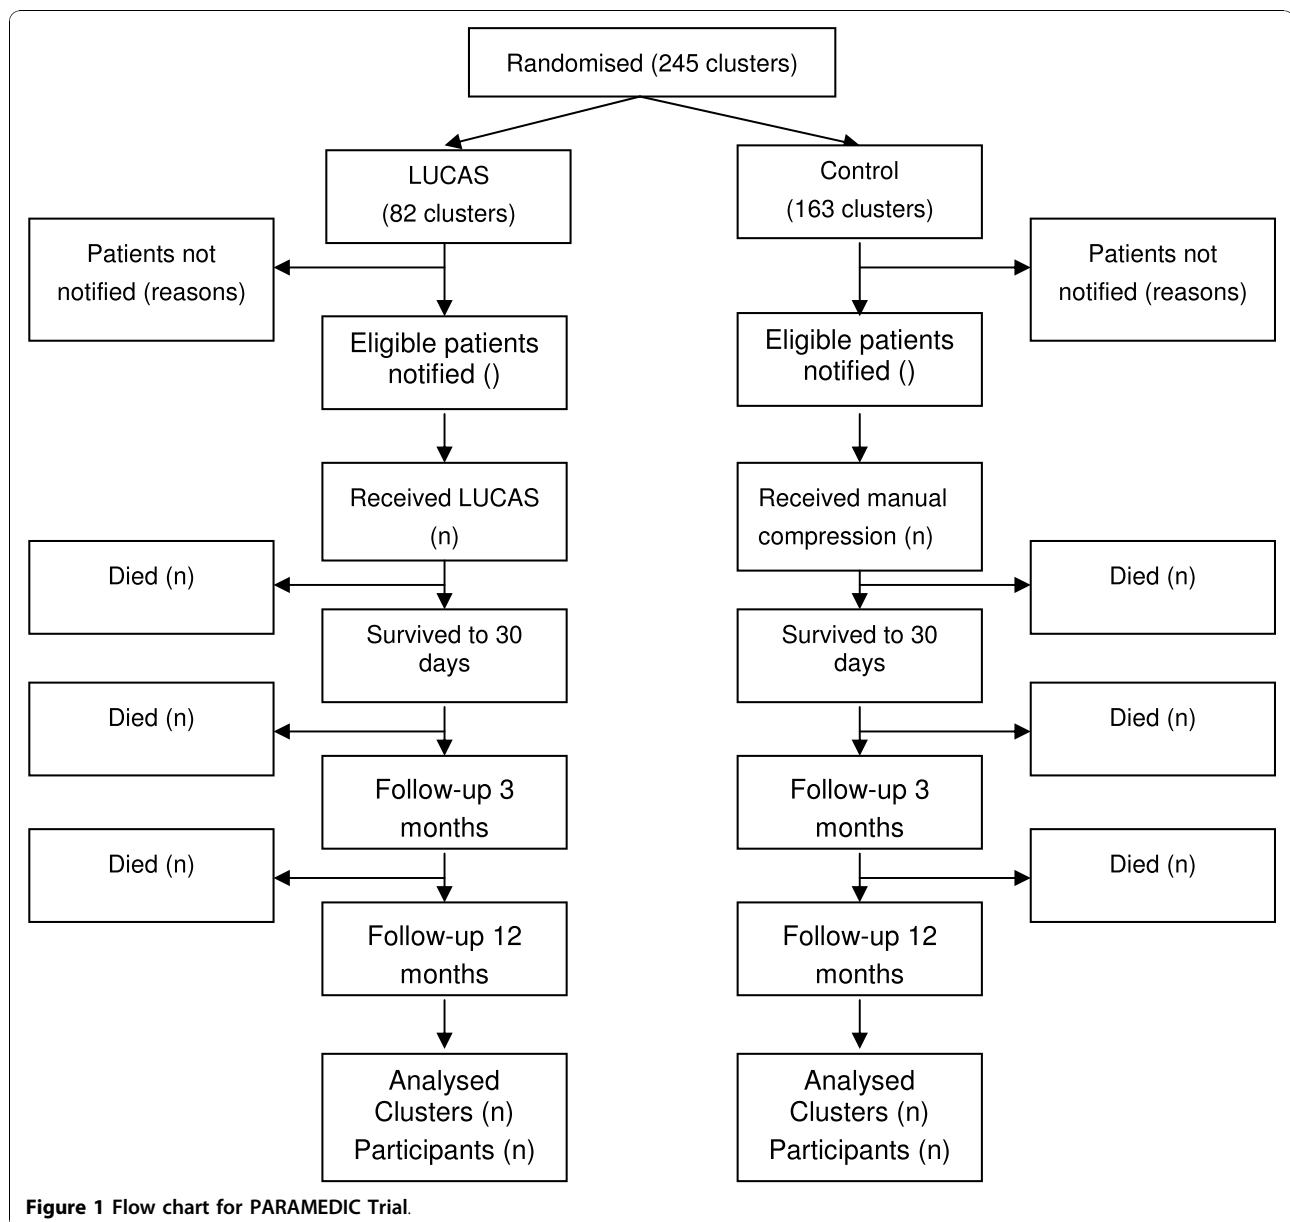 Randomised (245 clusters)
LUCAS
(82 clusters)
Control
(163 clusters)
Patients not
notified (reasons)
Patients not
notified (reasons)
Eligible patients
notified ()
Eligible patients
notified ()
Received LUCAS
(n)
Received manual
compression (n)
Died (n)
Died (n)
Survived to 30
days
Survived to 30
days
Died (n)
Died (n)
Follow-up 3
months
Follow-up 3
months
Died (n)
Died (n)
Follow-up 12
months
Follow-up 12
months
Analysed
Clusters (n)
Participants (n)
Analysed
Clusters (n)
Participants (n)
Figure 1 Flow chart for PARAMEDIC Trial.